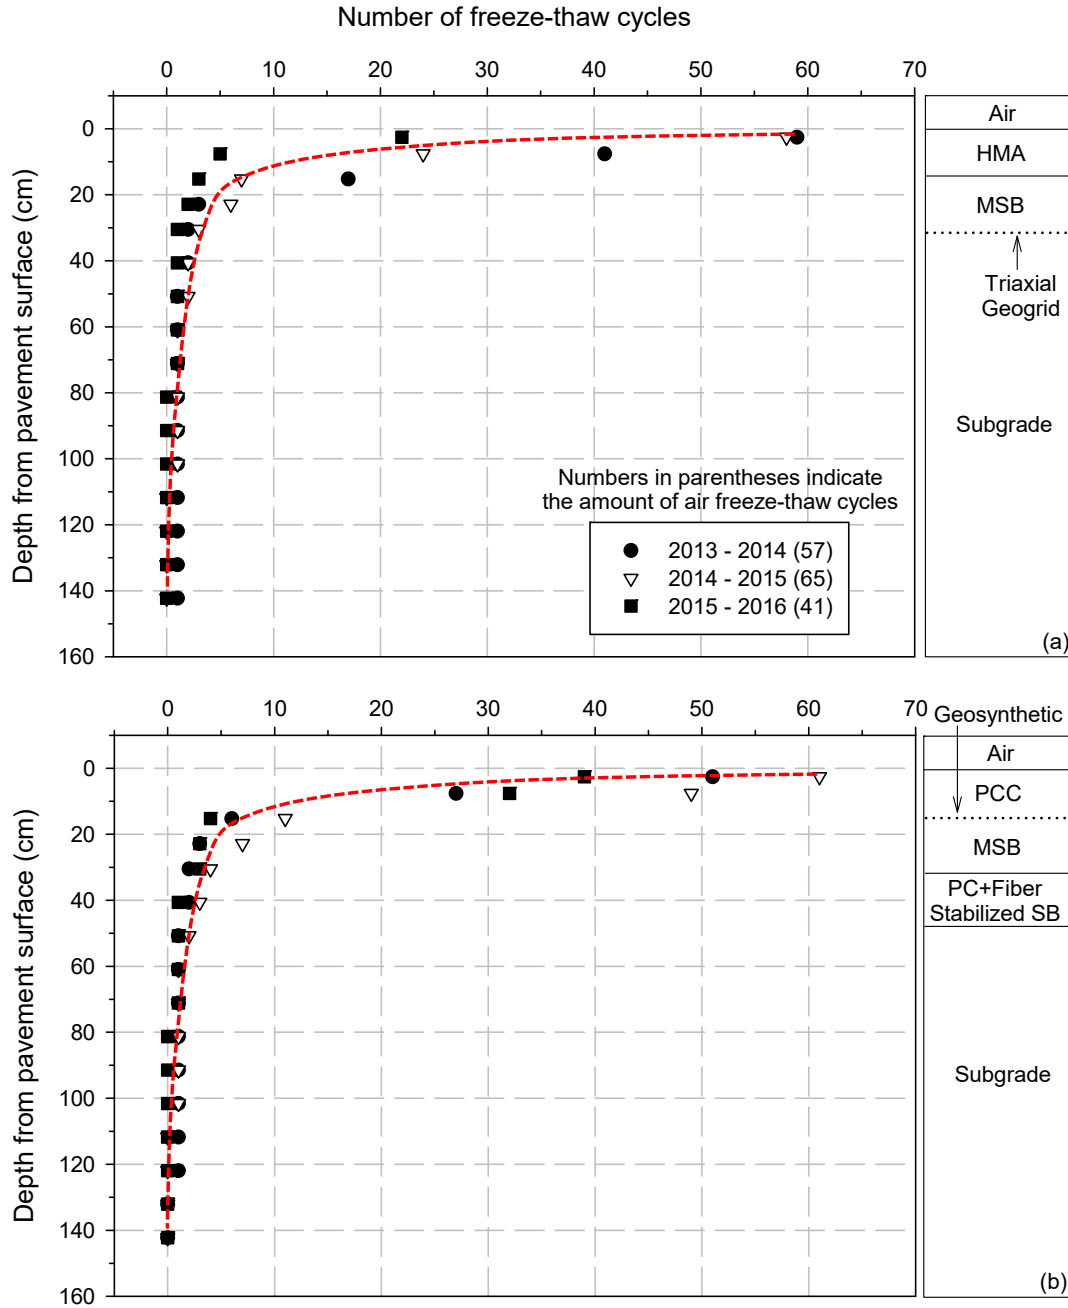 Number of freeze-thaw cycles
0 10 20 30 40 50 60 70
Depth from pavement surface (cm)
0
20
40
60
80
100
120
140
160
Air
HMA
MSB
Triaxial
Geogrid
Subgrade
Numbers in parentheses indicate
the amount of air freeze-thaw cycles
2013 - 2014 (57)
2014 - 2015 (65)
2015 - 2016 (41)
(a)
0 10 20 30 40 50 60 70
Depth from pavement surface (cm)
0
20
40
60
80
100
120
140
160
Geosynthetic
Air
PCC
MSB
PC+Fiber
Stabilized SB
Subgrade
(b)